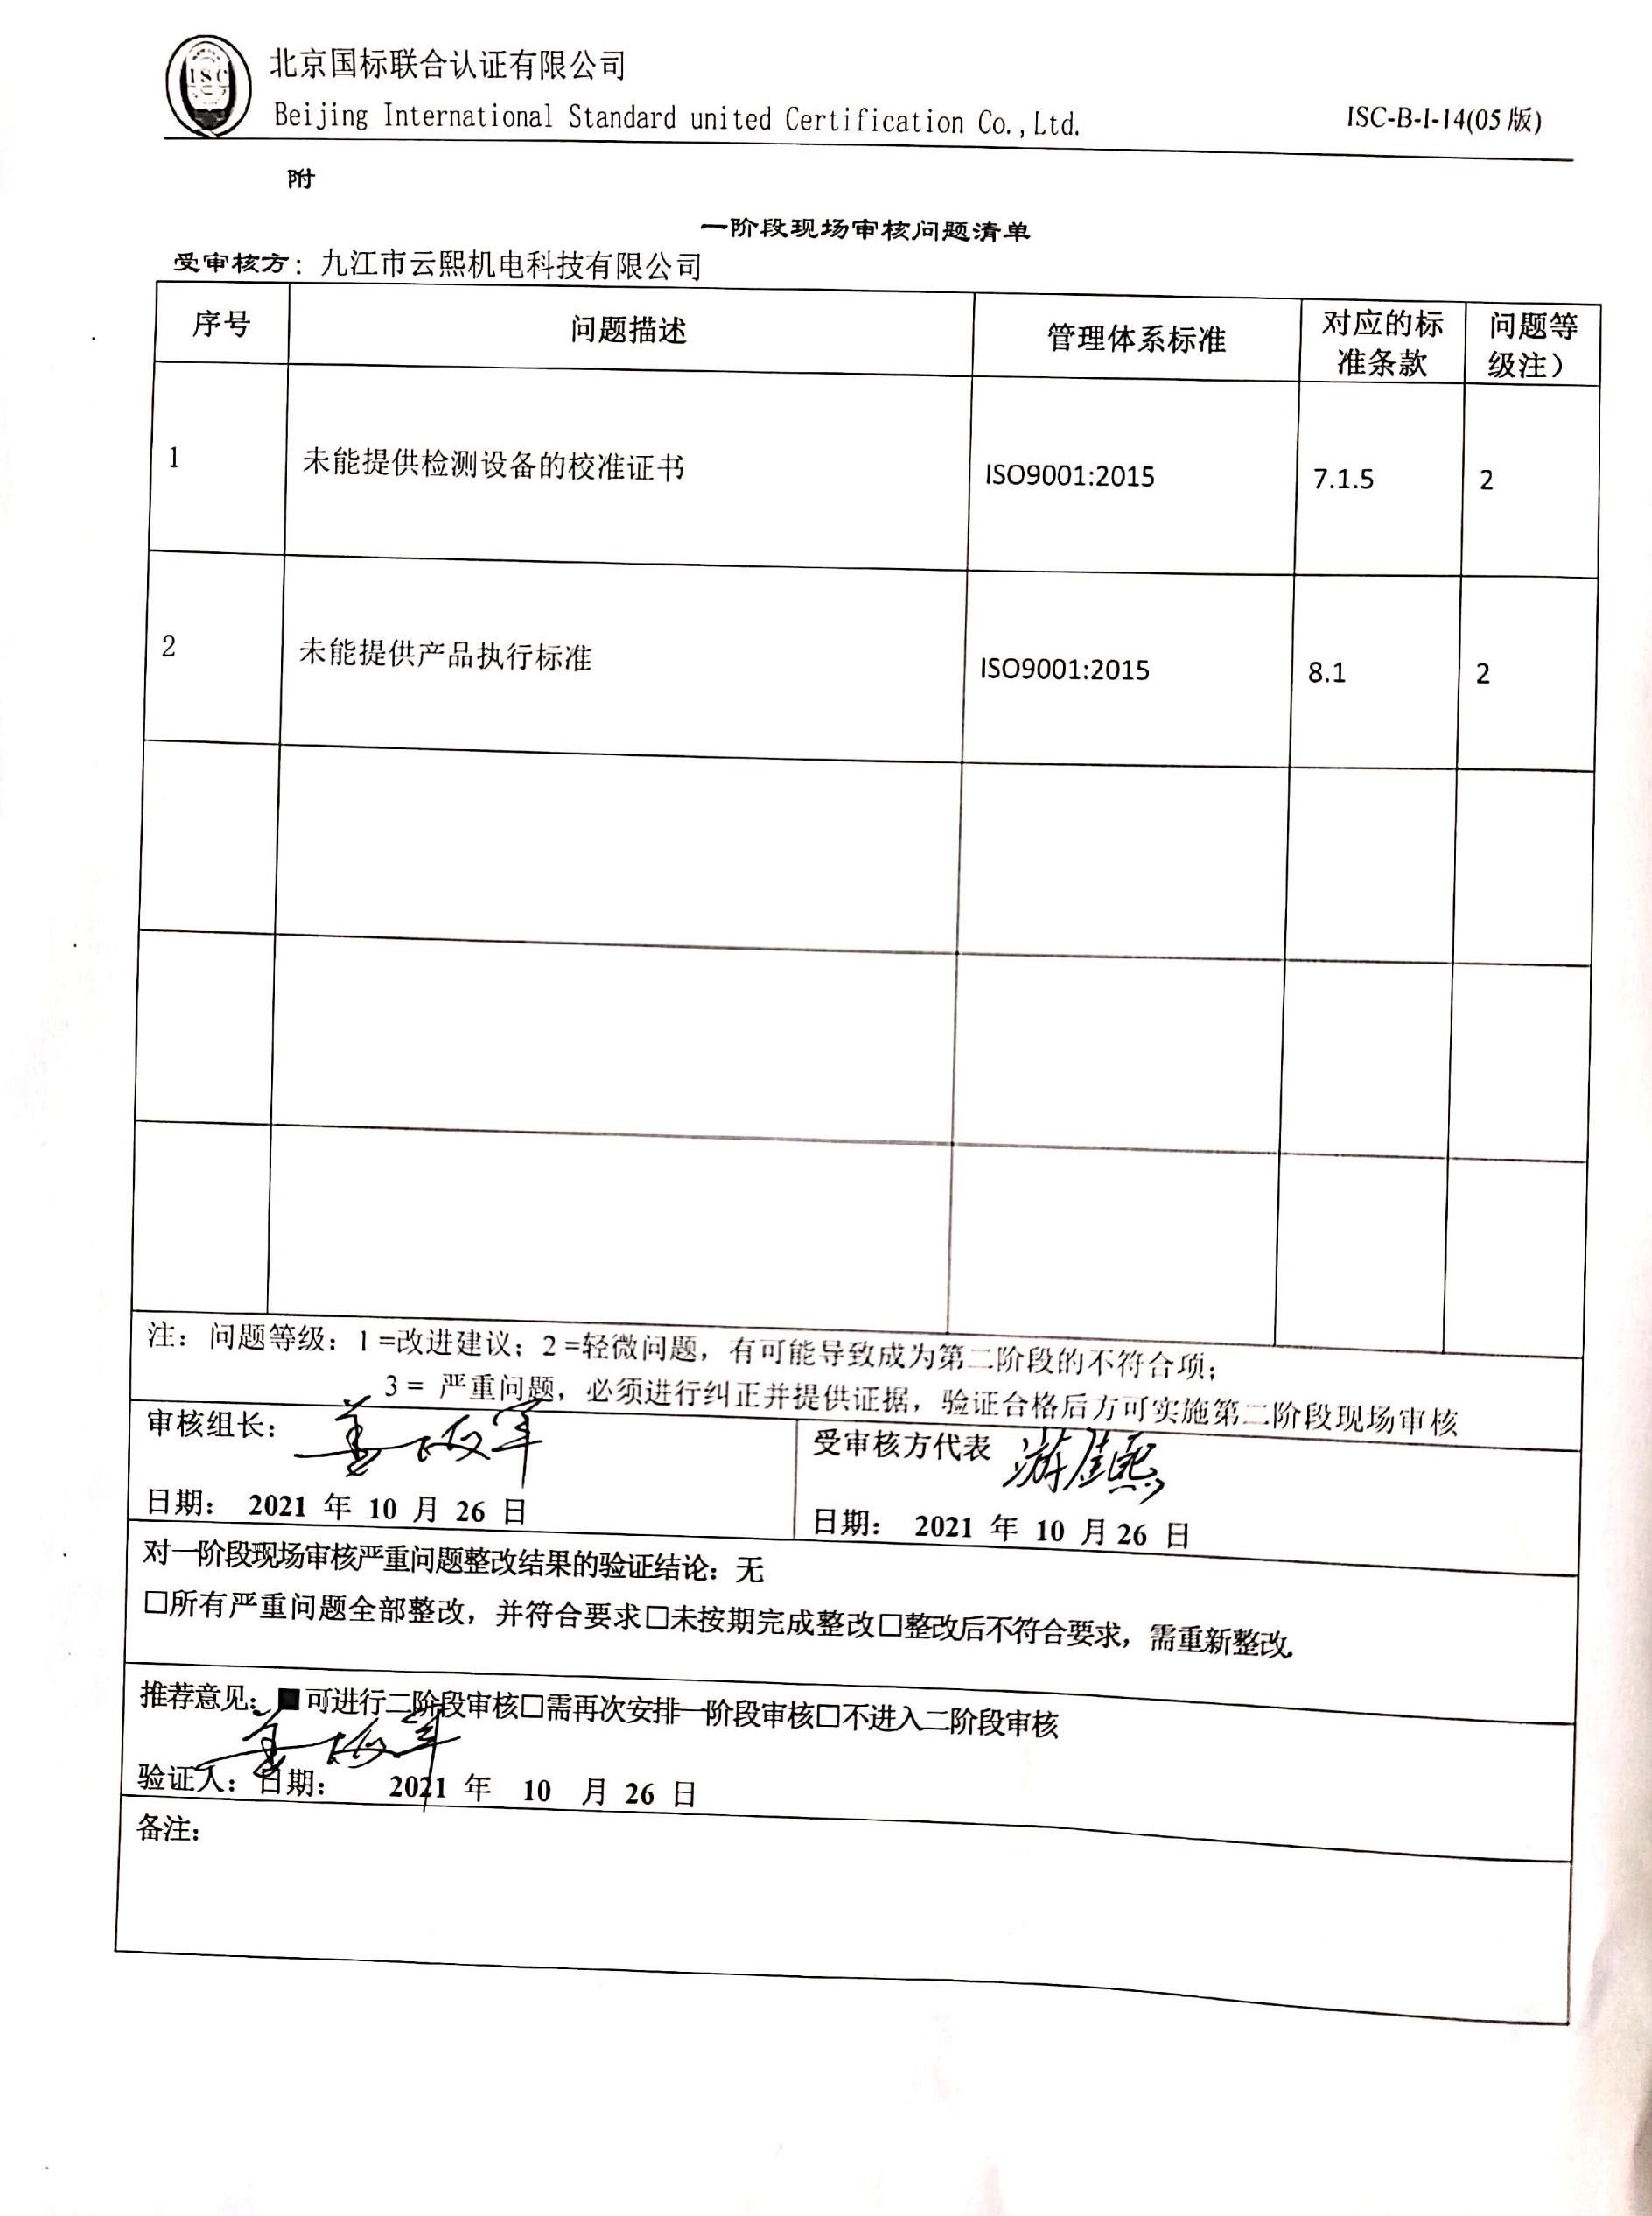 ISC
北京国标联合认证有限公司
Beijing International Standard united Certification Co.,Ltd.
ISC-B-I-14(05 版)
附
一阶段现场审核问题清单
受审核方：九江市云熙机电科技有限公司
序号 问题描述 管理体系标准 对应的标准条款 问题等级注）
1 未能提供检测设备的校准证书 ISO9001:2015 7.1.5 2
2 未能提供产品执行标准 ISO9001:2015 8.1 2
注： 问题等级：1 =改进建议；2 =轻微问题，有可能导致成为第二阶段的不符合项；
3 = 严重问题，必须进行纠正并提供证据，验证合格后方可实施第二阶段现场审核
审核组长：
日期： 2021 年 10 月 26 日
受审核方代表
日期： 2021 年 10 月 26 日
对一阶段现场审核严重问题整改结果的验证结论：无
□所有严重问题全部整改，并符合要求□未按期完成整改□整改后不符合要求，需重新整改.
推荐意见：■可进行二阶段审核□需再次安排一阶段审核□不进入二阶段审核
验证人：日期： 2021 年 10 月 26 日
备注：